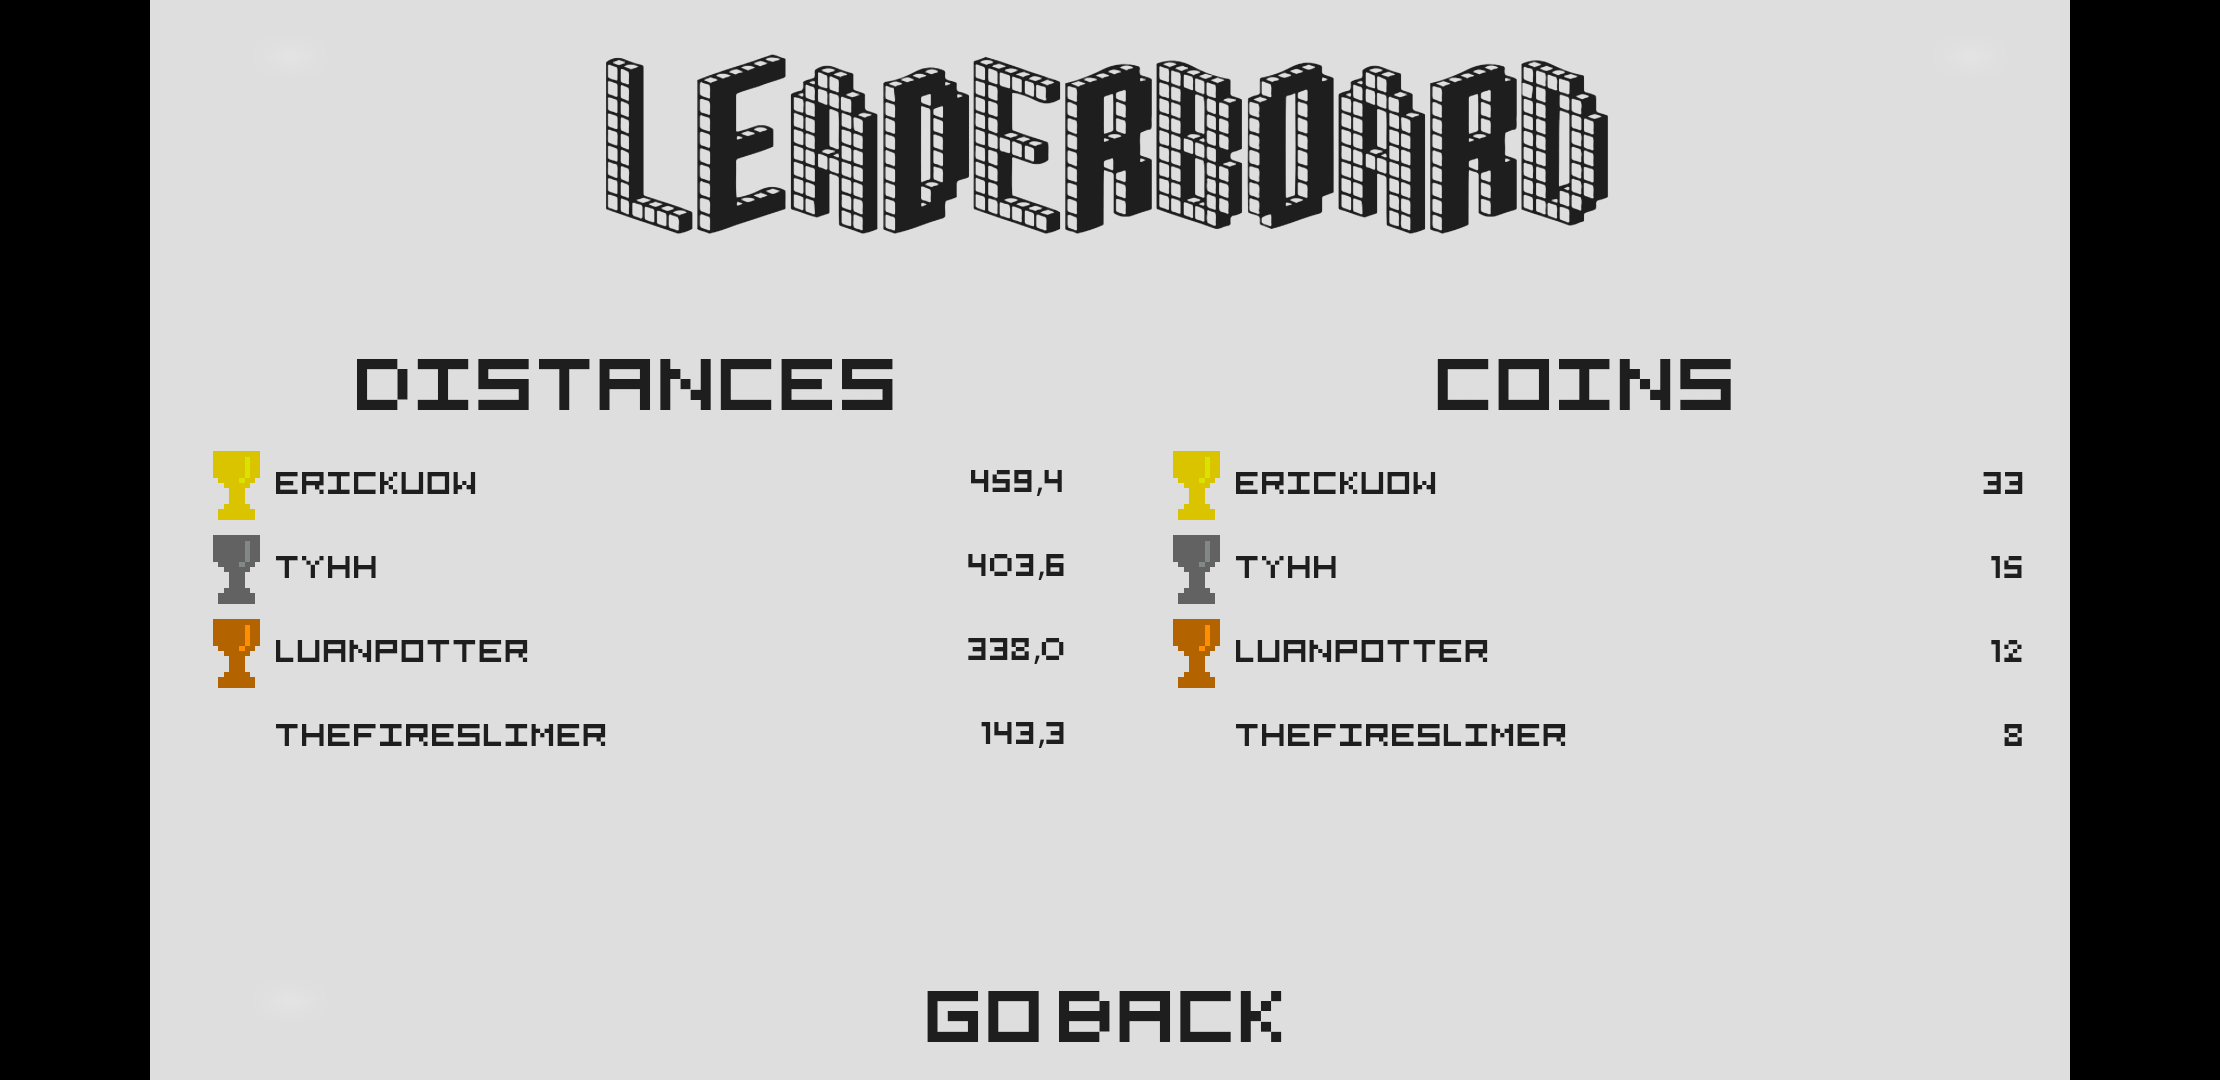 LEADERBOARD
DISTANCES
ERICKUOW 459,4
TYHH 403,6
LUANPOTTER 338,0
THEFIRESLIMER 143,3
COINS
ERICKUOW 33
TYHH 15
LUANPOTTER 12
THEFIRESLIMER 8
GO BACK